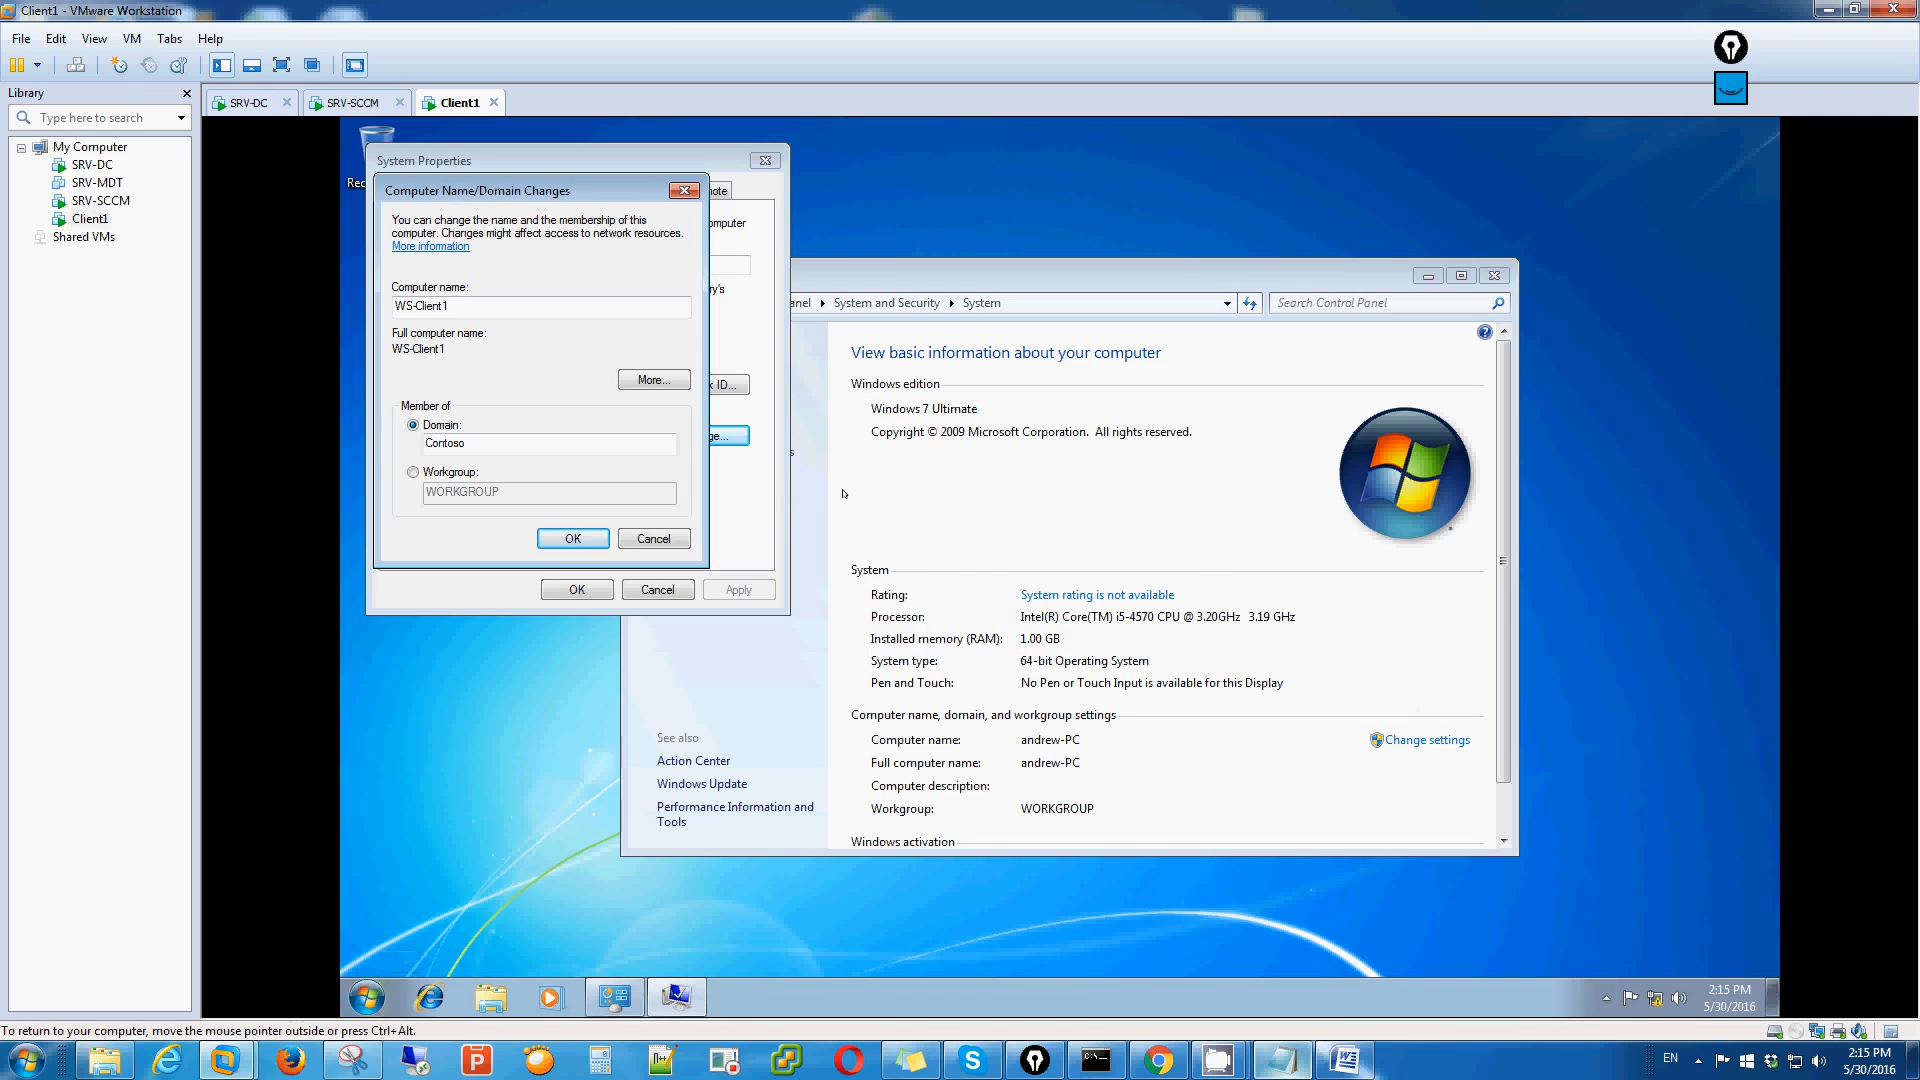 Client1 - VMware Workstation
File Edit View VM Tabs Help
Library
Type here to search
My Computer
SRV-DC
SRV-MDT
SRV-SCCM
Client1
Shared VMs
SRV-DC SRV-SCCM Client1
System Properties
Computer Name/Domain Changes
You can change the name and the membership of this
computer. Changes might affect access to network resources.
More information
Computer name:
WS-Client1
Full computer name:
WS-Client1
More...
Member of
Domain:
Contoso
Workgroup:
WORKGROUP
OK Cancel
OK Cancel Apply
System and Security System
Search Control Panel
View basic information about your computer
Windows edition
Windows 7 Ultimate
Copyright © 2009 Microsoft Corporation. All rights reserved.
System
Rating: System rating is not available
Processor: Intel(R) Core(TM) i5-4570 CPU @ 3.20GHz 3.19 GHz
Installed memory (RAM): 1.00 GB
System type: 64-bit Operating System
Pen and Touch: No Pen or Touch Input is available for this Display
Computer name, domain, and workgroup settings
Computer name: andrew-PC
Change settings
Full computer name: andrew-PC
Computer description:
Workgroup: WORKGROUP
Windows activation
See also
Action Center
Windows Update
Performance Information and
Tools
2:15 PM
5/30/2016
To return to your computer, move the mouse pointer outside or press Ctrl+Alt.
EN
2:15 PM
5/30/2016